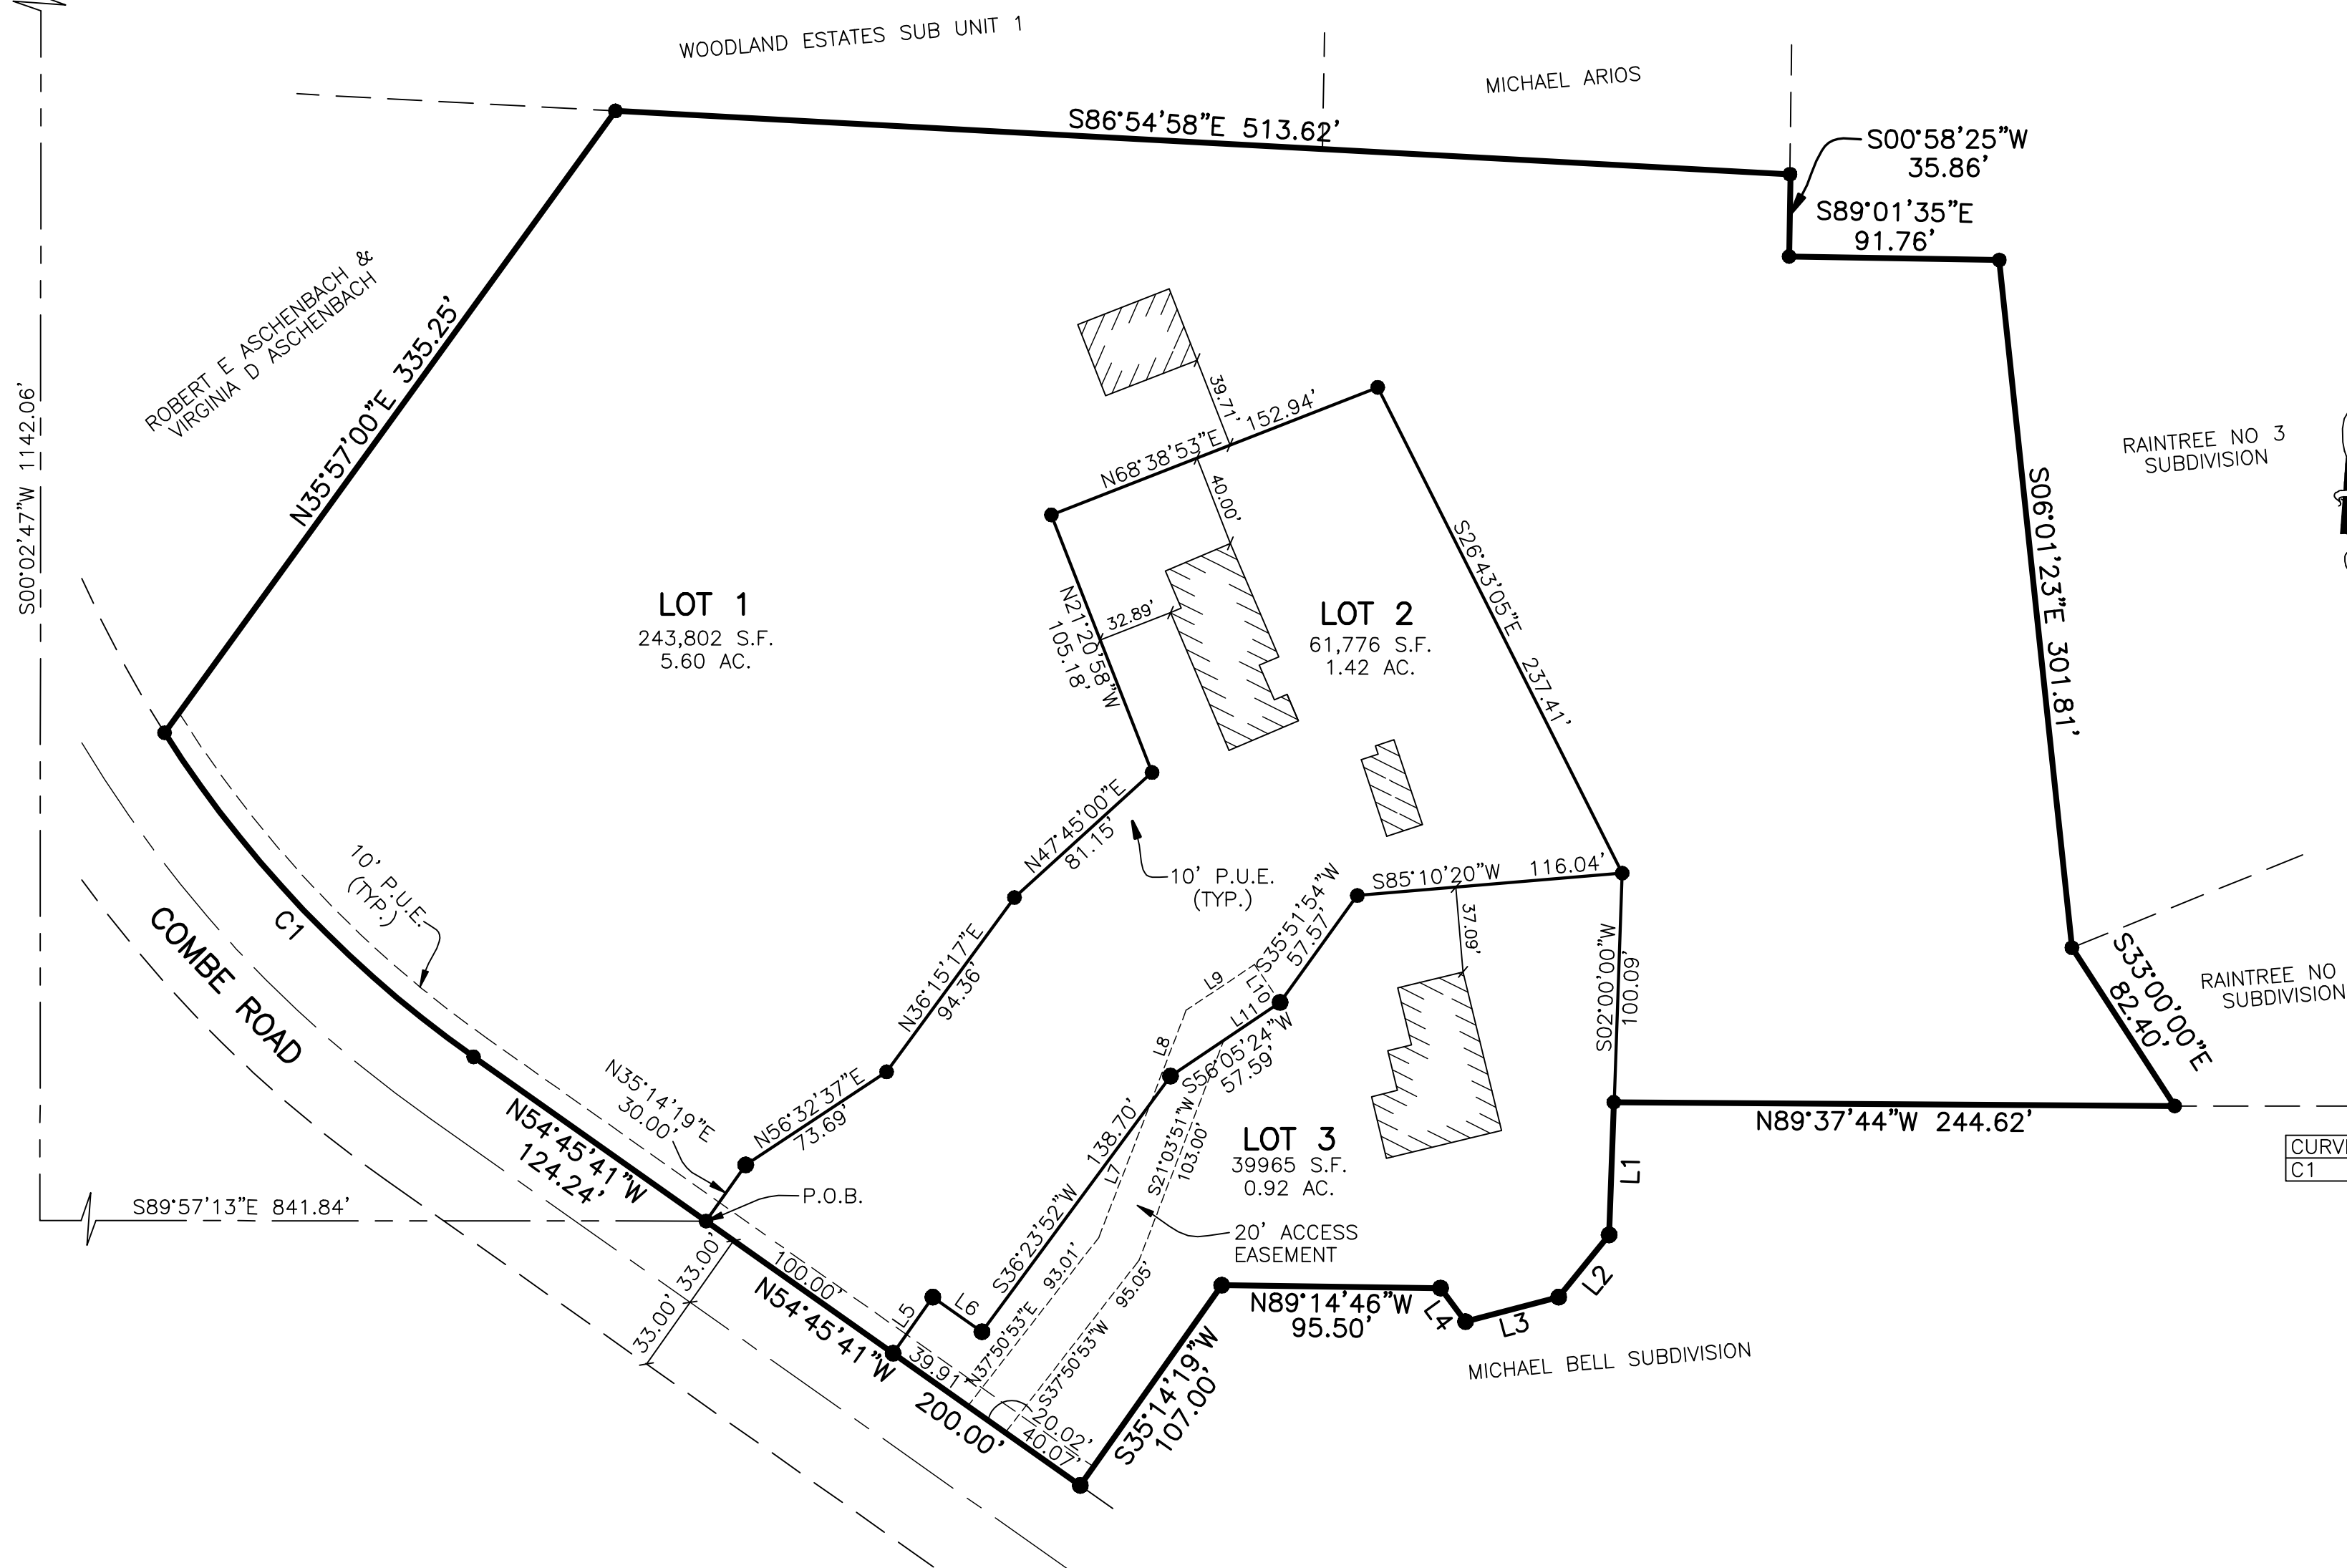 WOODLAND ESTATES SUB UNIT 1
MICHAEL ARIOS
S86°54'58"E 513.62'
S00°58'25"W
35.86'
S89°01'35"E
91.76'
ROBERT E ASCHENBACH &
VIRGINIA D ASCHENBACH
N35°57'00"E 335.25'
S00°02'47"W 1142.06'
39.71'
N68°38'53"E 152.94'
40.00'
RAINTREE NO 3
SUBDIVISION
S06°01'23"E 301.81'
S26°43'05"E 237.41'
LOT 1
243,802 S.F.
5.60 AC.
N21°20'58"W
105.18'
32.89'
LOT 2
61,776 S.F.
1.42 AC.
N47°45'00"E
81.15'
10' P.U.E.
(TYP.)
10' P.U.E.
(TYP.)
S85°10'20"W 116.04'
S35°51'54"W
57.57'
37.09'
C1
COMBE ROAD
N36°15'17"E
94.36'
L9
L10
L11
L8
S56°05'24"W
57.59'
S02°00'00"W
100.09'
S33°00'00"E
82.40'
RAINTREE NO
SUBDIVISION
N89°37'44"W 244.62'
CURV
C1
N35°14'19"E
30.00'
N56°32'37"E
73.69'
N54°45'41"W
124.24'
P.O.B.
S89°57'13"E 841.84'
138.70'
S36°23'52"W
L7
S21°03'51"W
103.00'
LOT 3
39965 S.F.
0.92 AC.
20' ACCESS
EASEMENT
L1
L2
L3
L4
33.00'
33.00'
100.00'
N54°45'41"W 200.00'
L5
L6
N37°50'53"E 93.01'
S37°50'53"W 95.05'
39.91'
20.02'
40.07'
N89°14'46"W
95.50'
S35°14'19"W
107.00'
MICHAEL BELL SUBDIVISION